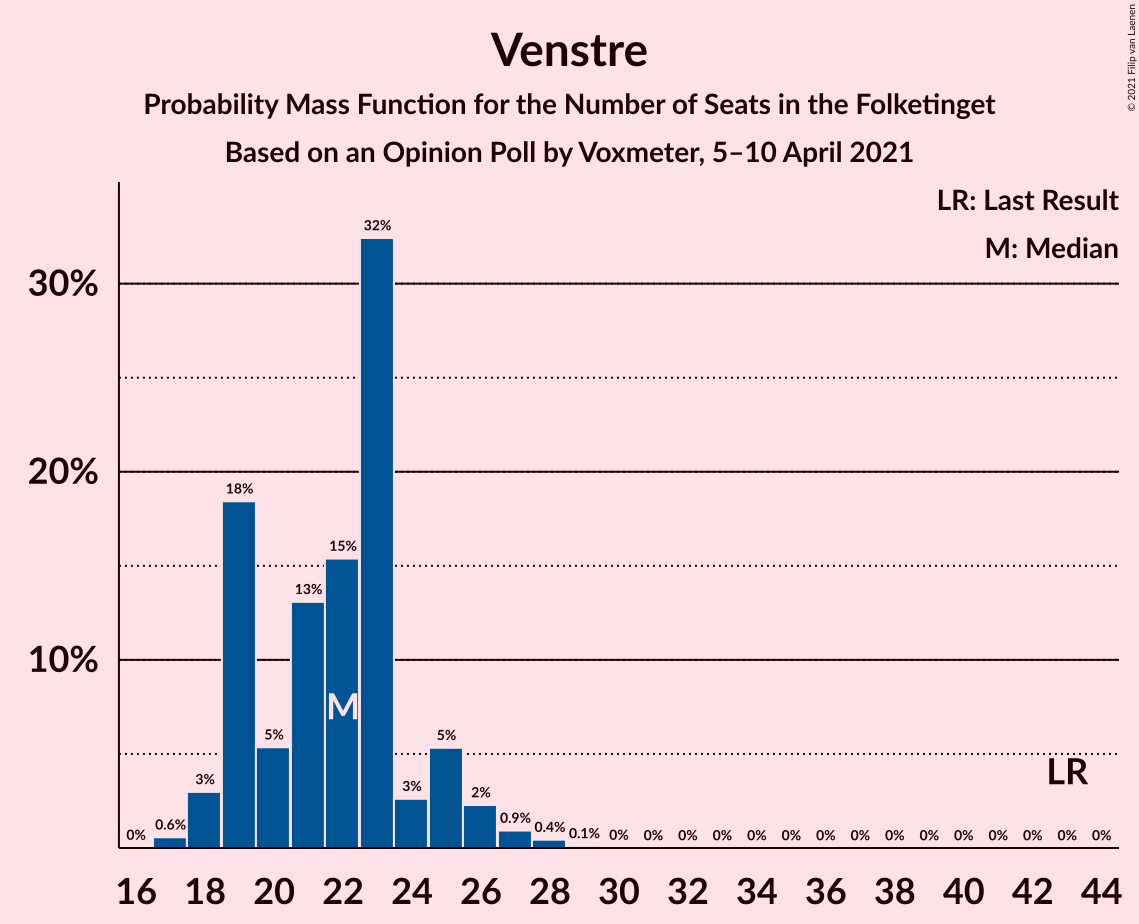 Venstre
Probability Mass Function for the Number of Seats in the Folketinget
Based on an Opinion Poll by Voxmeter, 5–10 April 2021
© 2021 Filip van Laenen
LR: Last Result
M: Median
30%
20%
10%
0% 0.6% 3% 18% 5% 13% 15% 32% 3% 5% 2% 0.9% 0.4% 0.1% 0% 0% 0% 0% 0% 0% 0% 0% 0% 0% 0% 0% 0% 0% 0%
M
LR
16 18 20 22 24 26 28 30 32 34 36 38 40 42 44